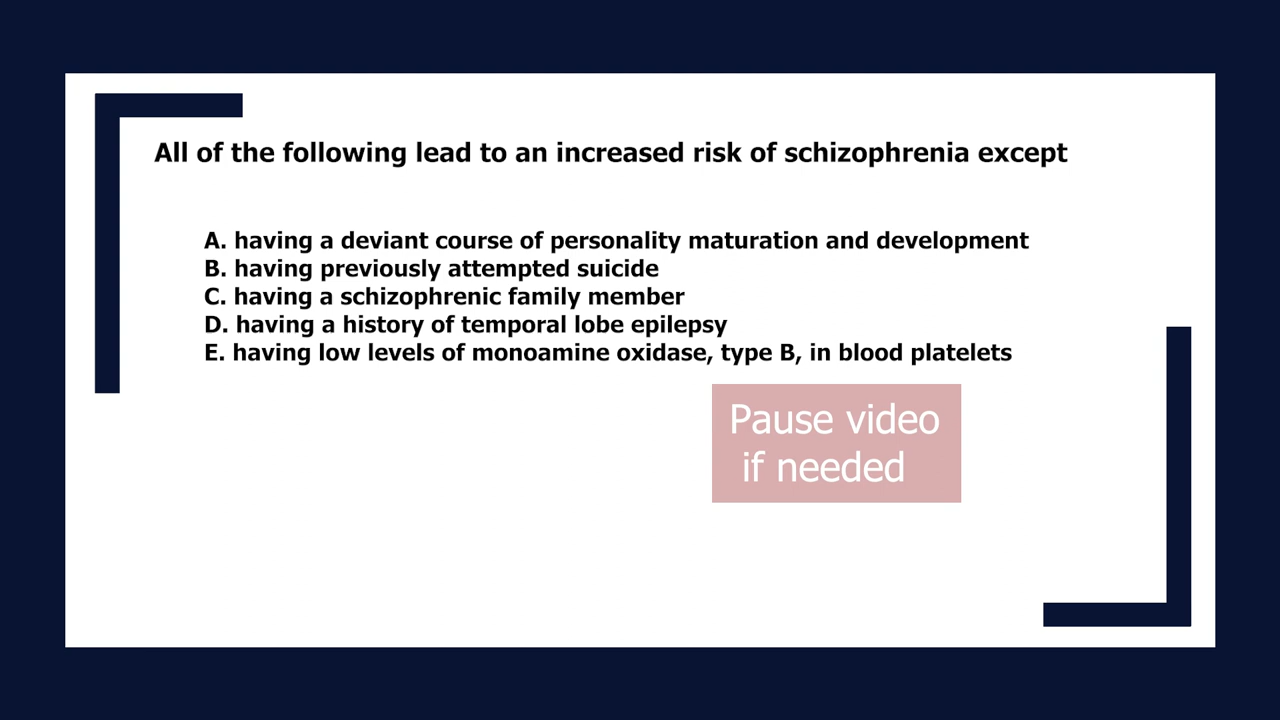 All of the following lead to an increased risk of schizophrenia except
A. having a deviant course of personality maturation and development
B. having previously attempted suicide
C. having a schizophrenic family member
D. having a history of temporal lobe epilepsy
E. having low levels of monoamine oxidase, type B, in blood platelets
Pause video
if needed